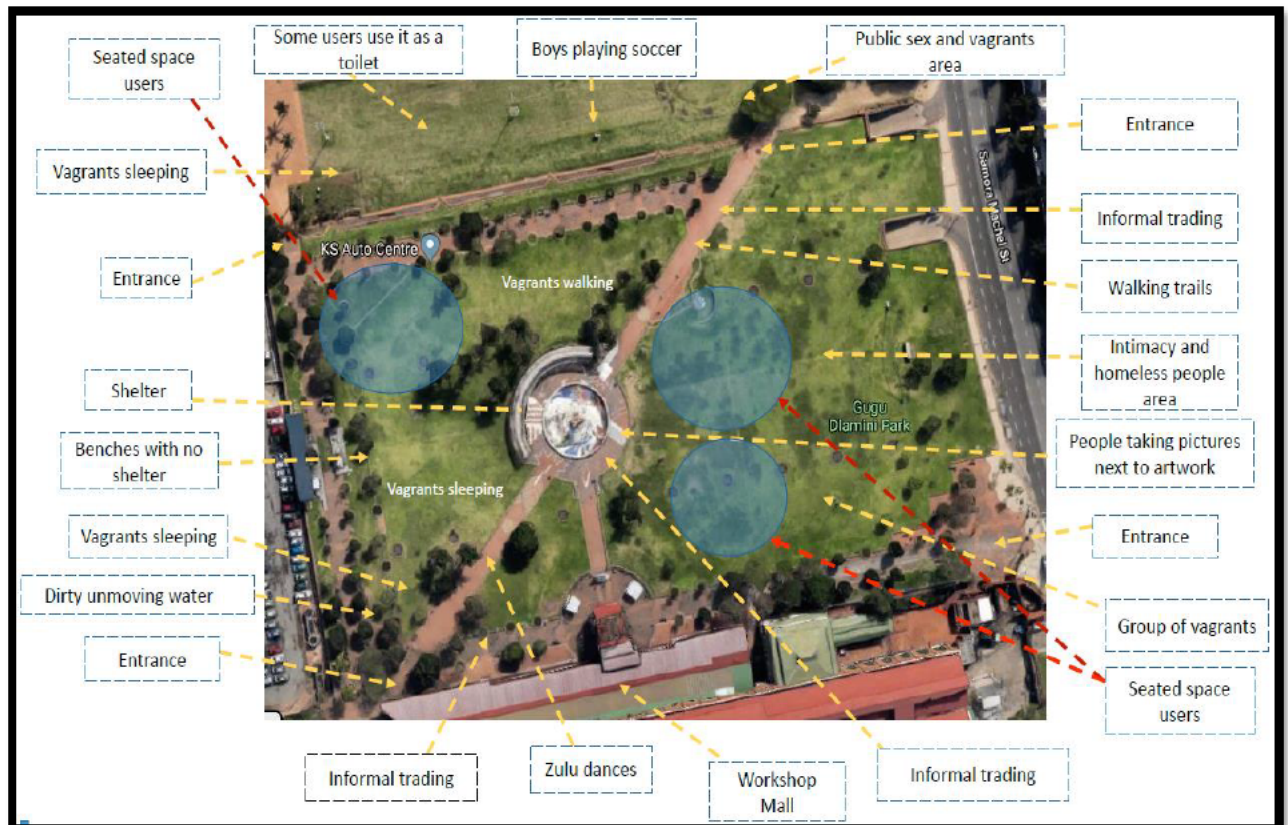 Seated space
users
Some users use it as a
toilet
Boys playing soccer
Public sex and vagrants
area
Entrance
Vagrants sleeping
Informal trading
Samora Machel St
KS Auto Centre
Entrance
Vagrants walking
Walking trails
Intimacy and
homeless people
area
Shelter
Gugu
Dlamini Park
People taking pictures
next to artwork
Benches with no
shelter
Vagrants sleeping
Vagrants sleeping
Entrance
Dirty unmoving water
Group of vagrants
Entrance
Seated space
users
Informal trading
Zulu dances
Workshop
Mall
Informal trading